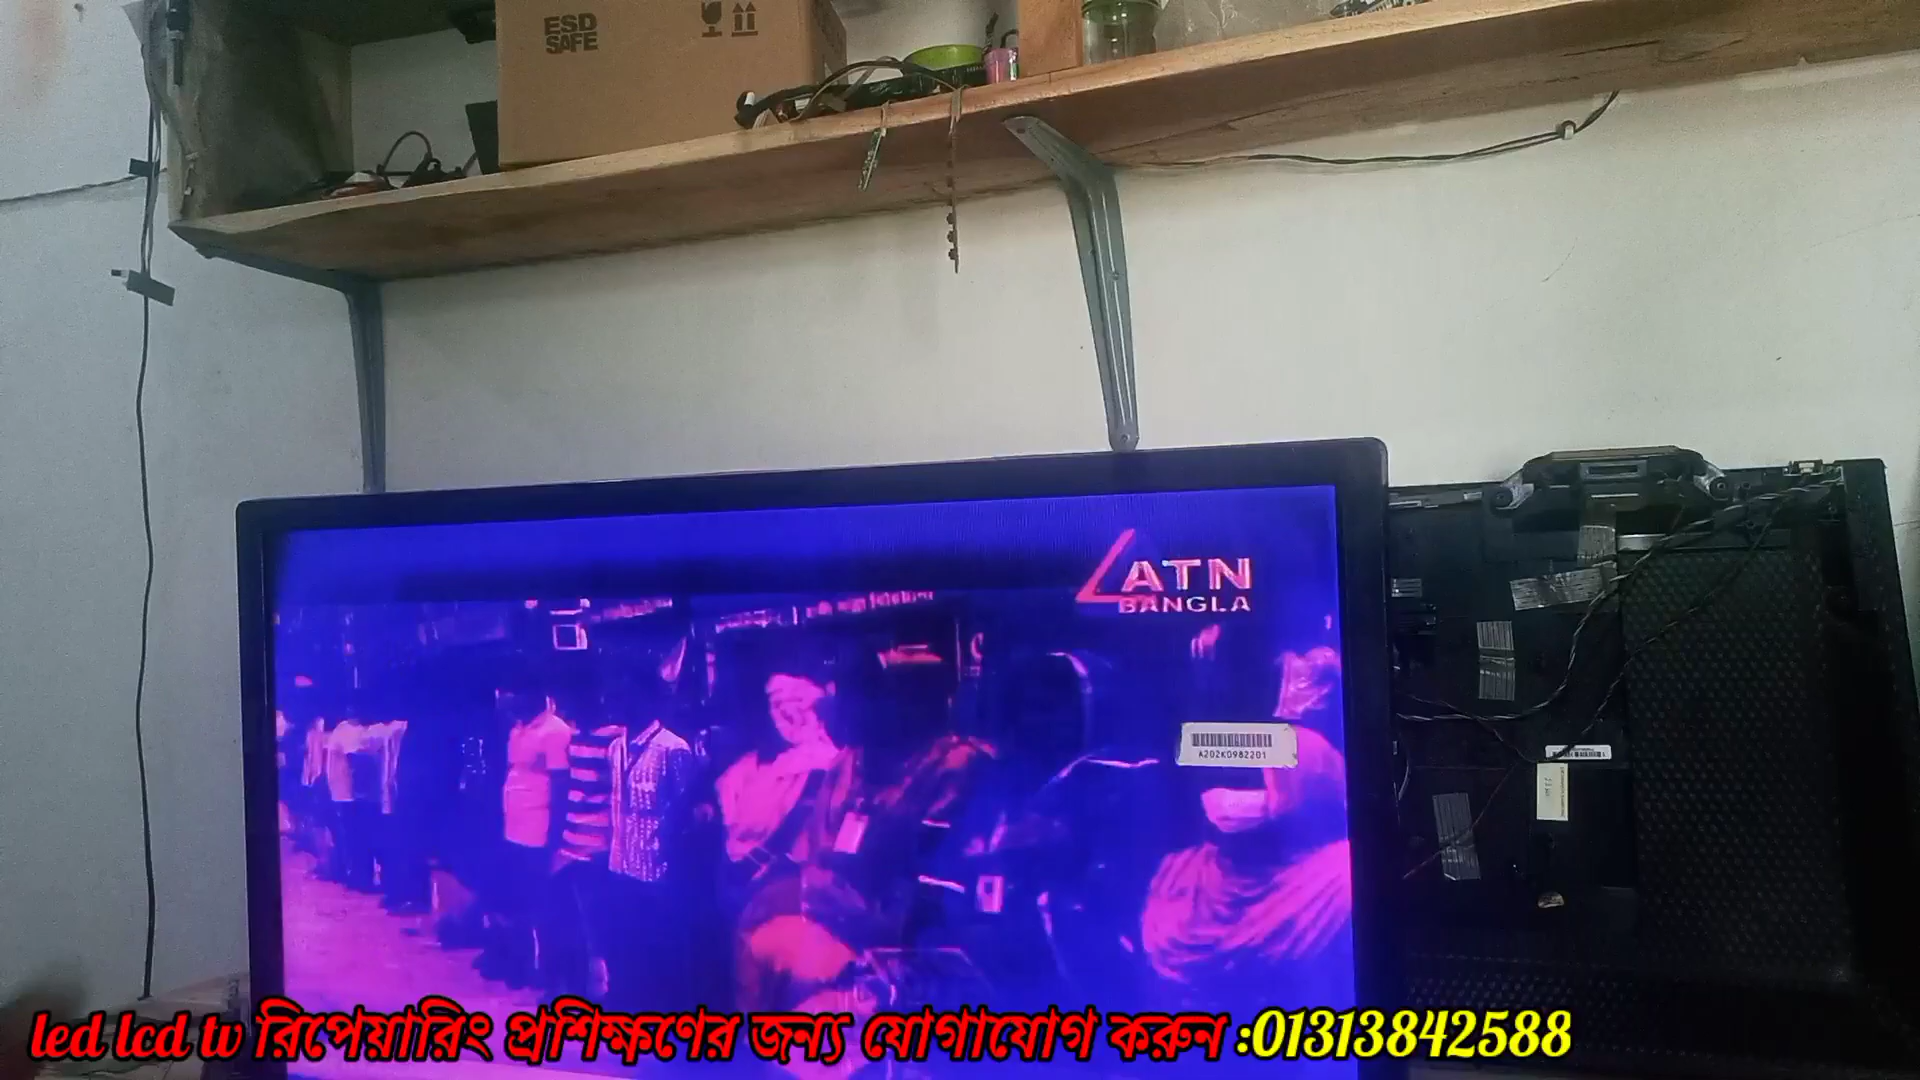 ESD
SAFE
ATN
BANGLA
A202K0982201
led lcd tv রিপেয়ারিং প্রশিক্ষণের জন্য যোগাযোগ করুন :01313842588